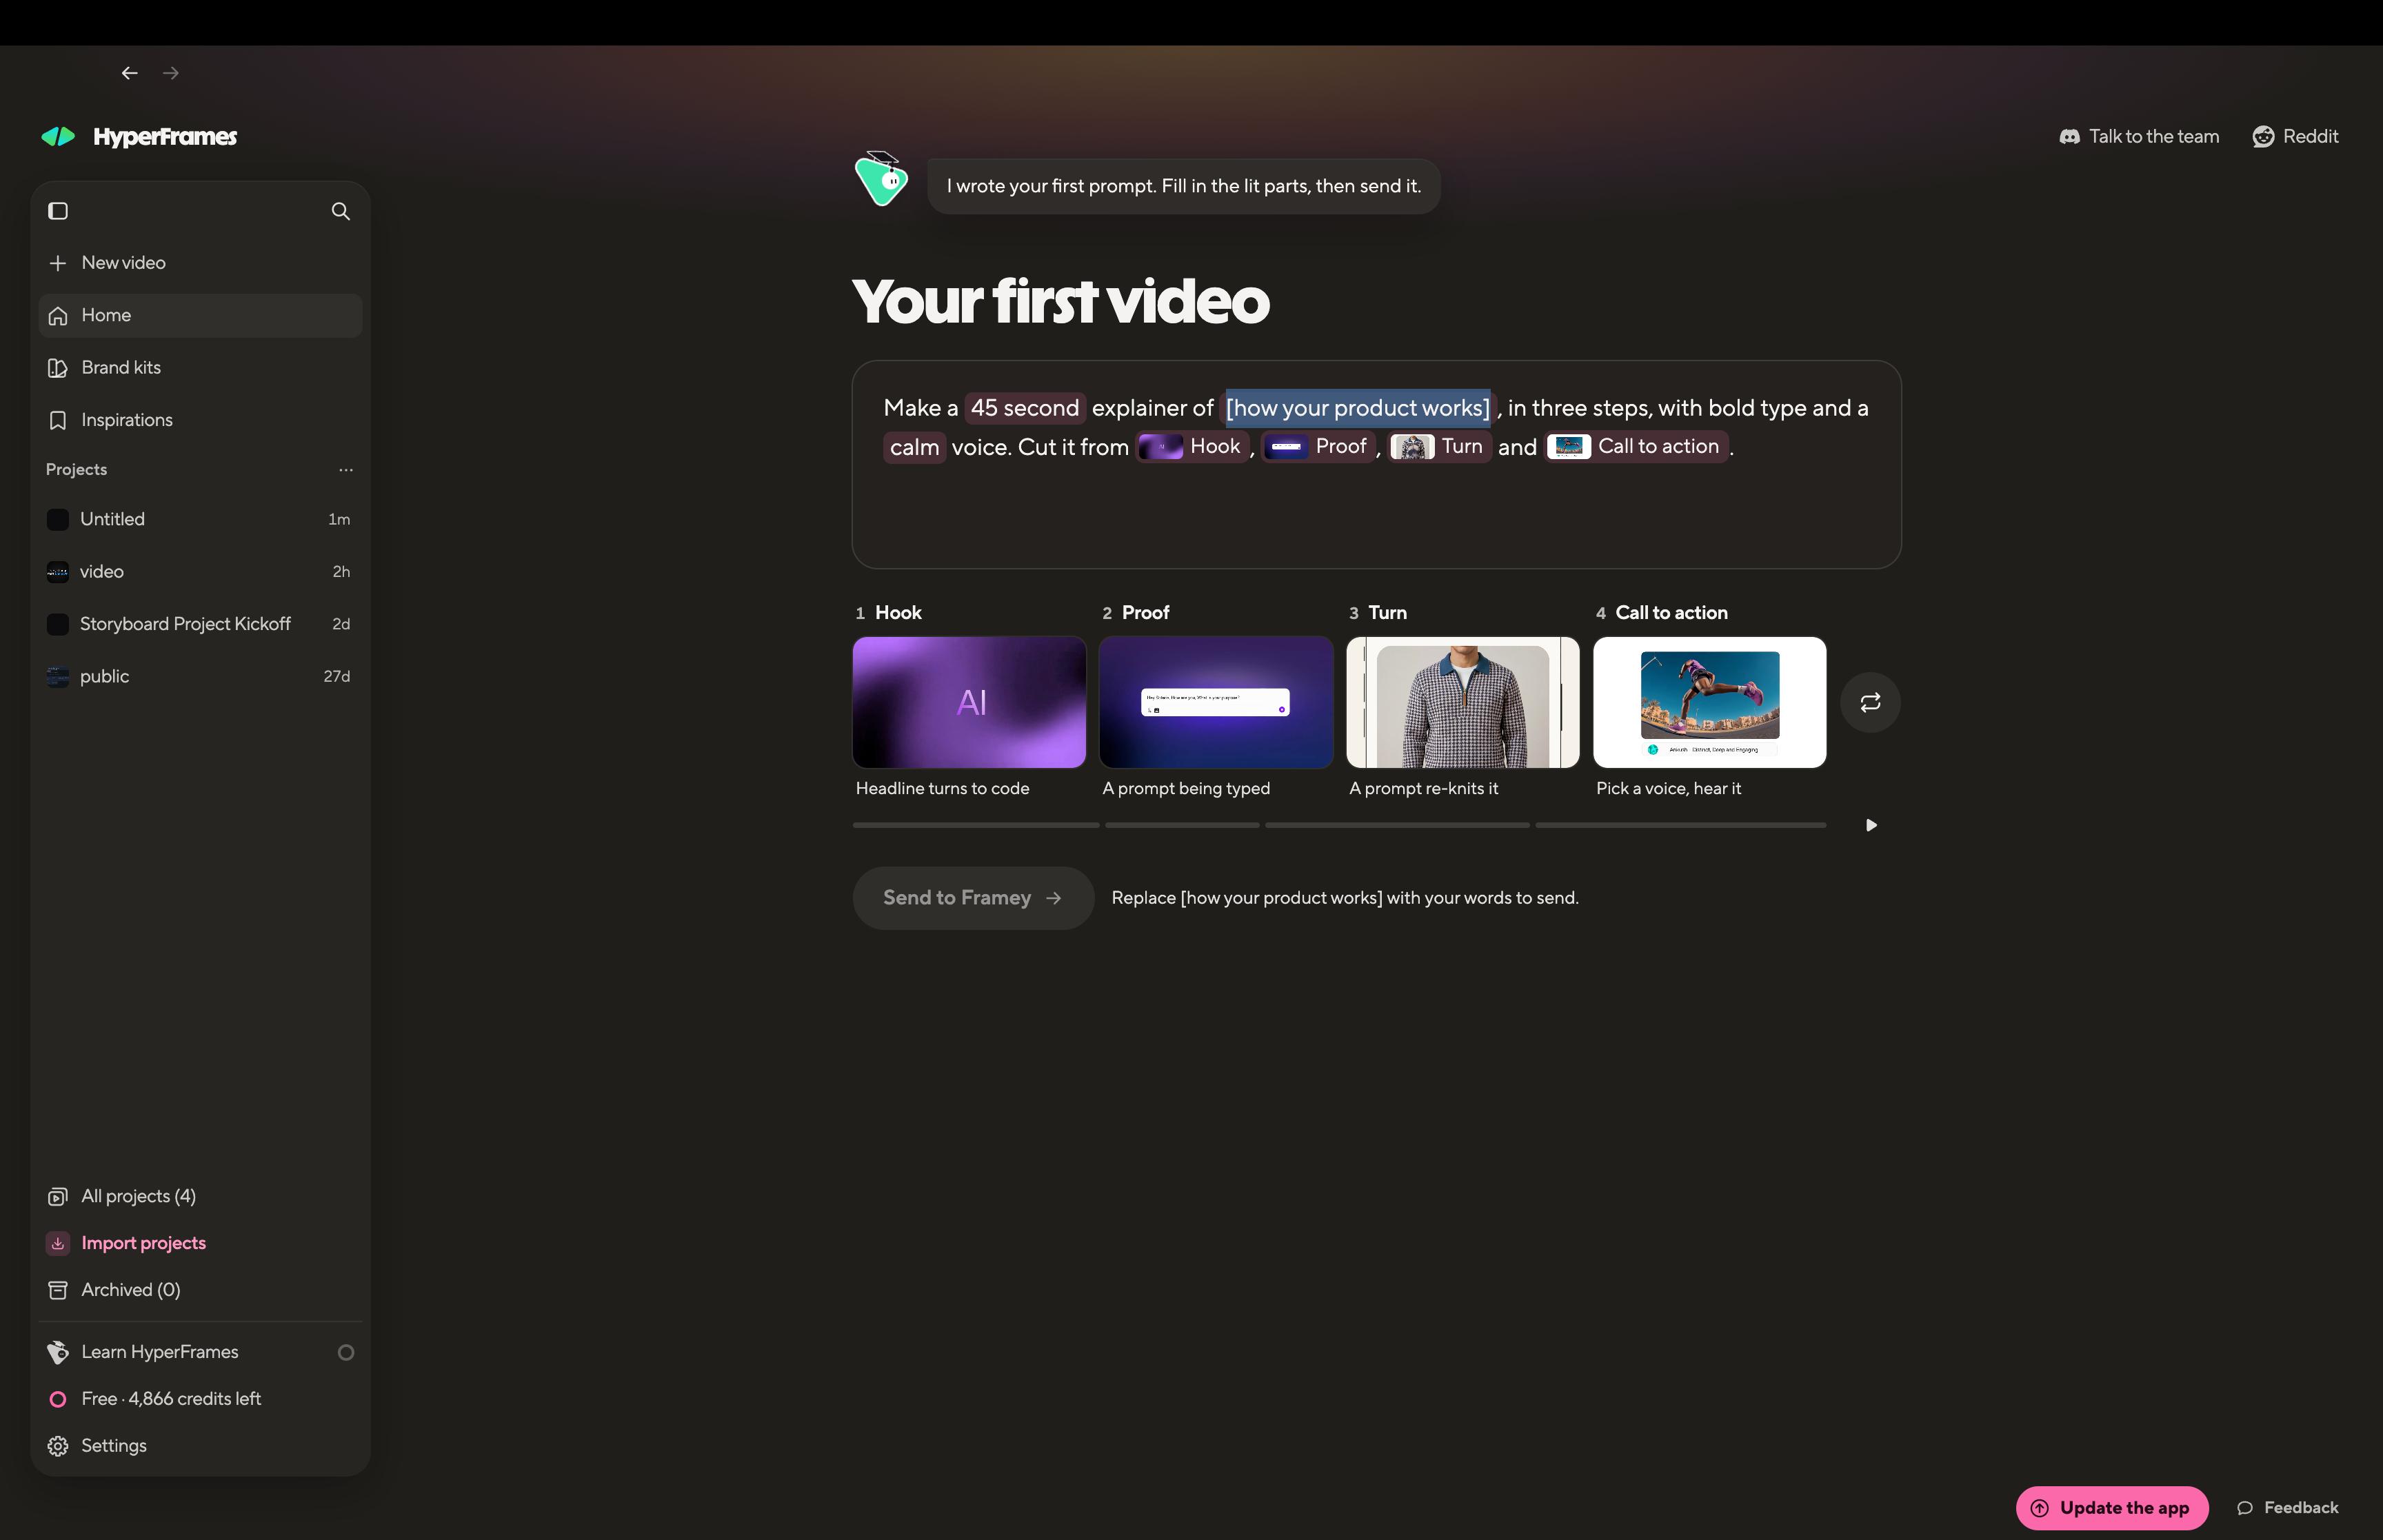 HyperFrames
Talk to the team
Reddit
I wrote your first prompt. Fill in the lit parts, then send it.
New video
Home
Brand kits
Inspirations
Projects
Untitled 1m
video 2h
Storyboard Project Kickoff 2d
public 27d
All projects (4)
Import projects
Archived (0)
Learn HyperFrames
Free · 4,866 credits left
Settings
Your first video
Make a 45 second explainer of [how your product works], in three steps, with bold type and a
calm voice. Cut it from Hook, Proof, Turn and Call to action.
1 Hook
2 Proof
3 Turn
4 Call to action
AI
Headline turns to code
A prompt being typed
A prompt re-knits it
Pick a voice, hear it
Send to Framey
Replace [how your product works] with your words to send.
Update the app
Feedback